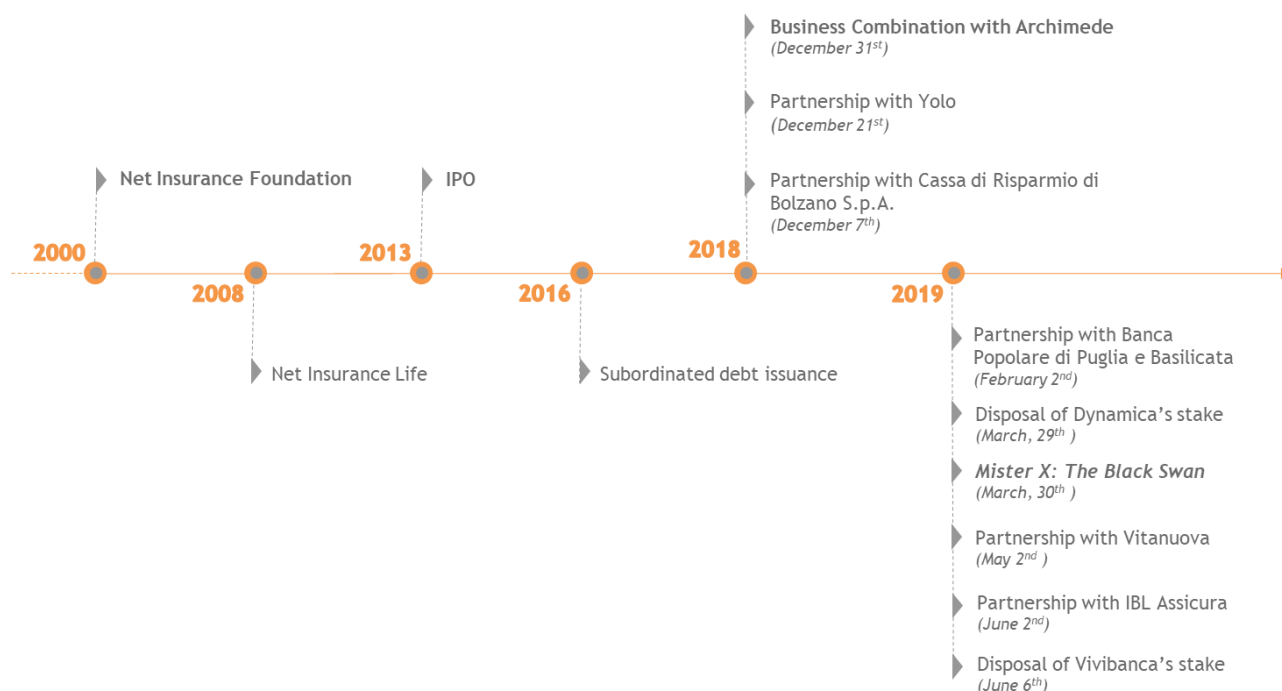 Business Combination with Archimede
(December 31st)
Partnership with Yolo
(December 21st)
Partnership with Cassa di Risparmio di
Bolzano S.p.A.
(December 7th)
Net Insurance Foundation
IPO
2000
2013
2018
2008
2016
2019
Net Insurance Life
Subordinated debt issuance
Partnership with Banca
Popolare di Puglia e Basilicata
(February 2nd)
Disposal of Dynamica’s stake
(March, 29th )
Mister X: The Black Swan
(March, 30th )
Partnership with Vitanuova
(May 2nd )
Partnership with IBL Assicura
(June 2nd)
Disposal of Vivibanca’s stake
(June 6th)